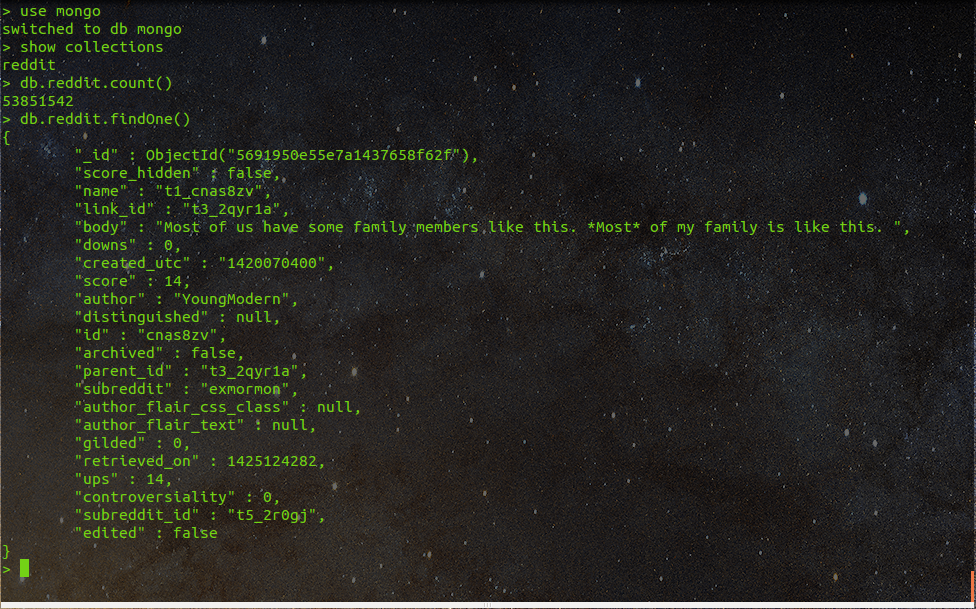 > use mongo
switched to db mongo
> show collections
reddit
> db.reddit.count()
53851542
> db.reddit.findOne()
{
        "_id" : ObjectId("5691950e55e7a1437658f62f"),
        "score_hidden" : false,
        "name" : "t1_cnas8zv",
        "link_id" : "t3_2qyr1a",
        "body" : "Most of us have some family members like this. *Most* of my family is like this. ",
        "downs" : 0,
        "created_utc" : "1420070400",
        "score" : 14,
        "author" : "YoungModern",
        "distinguished" : null,
        "id" : "cnas8zv",
        "archived" : false,
        "parent_id" : "t3_2qyr1a",
        "subreddit" : "exmormon",
        "author_flair_css_class" : null,
        "author_flair_text" : null,
        "gilded" : 0,
        "retrieved_on" : 1425124282,
        "ups" : 14,
        "controversiality" : 0,
        "subreddit_id" : "t5_2r0gj",
        "edited" : false
}
>